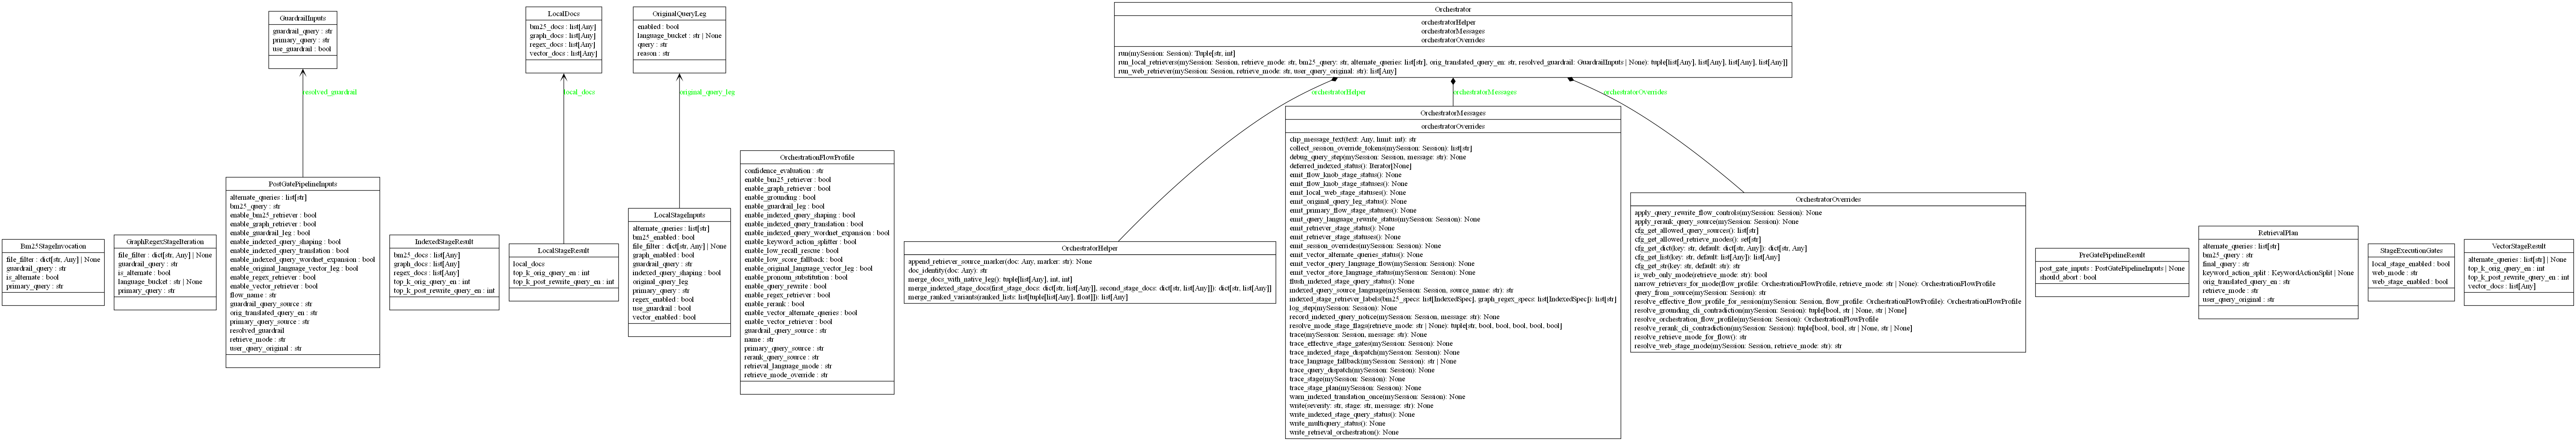 GuardrailInputs
guardrail_query : str
primary_query : str
use_guardrail : bool
LocalDocs
bm25_docs : list[Any]
graph_docs : list[Any]
regex_docs : list[Any]
vector_docs : list[Any]
OriginalQueryLeg
enabled : bool
language_bucket : str | None
query : str
reason : str
Orchestrator
orchestratorHelper
orchestratorMessages
orchestratorOverrides
run(mySession: Session): Tuple[str, int]
run_local_retrievers(mySession: Session, retrieve_mode: str, bm25_query: str, alternate_queries: list[str], orig_translated_query_en: str, resolved_guardrail: GuardrailInputs | None): tuple[list[Any], list[Any], list[Any], list[Any]]
run_web_retriever(mySession: Session, retrieve_mode: str, user_query_original: str): list[Any]
resolved_guardrail
local_docs
original_query_leg
orchestratorHelper
orchestratorMessages
orchestratorOverrides
Bm25StageInvocation
file_filter : dict[str, Any] | None
guardrail_query : str
is_alternate : bool
primary_query : str
GraphRegexStageIteration
file_filter : dict[str, Any] | None
guardrail_query : str
is_alternate : bool
language_bucket : str | None
primary_query : str
PostGatePipelineInputs
alternate_queries : list[str]
bm25_query : str
enable_bm25_retriever : bool
enable_graph_retriever : bool
enable_guardrail_leg : bool
enable_indexed_query_shaping : bool
enable_indexed_query_translation : bool
enable_indexed_query_wordnet_expansion : bool
enable_original_language_vector_leg : bool
enable_regex_retriever : bool
enable_vector_retriever : bool
flow_name : str
guardrail_query_source : str
orig_translated_query_en : str
primary_query_source : str
resolved_guardrail
retrieve_mode : str
user_query_original : str
IndexedStageResult
bm25_docs : list[Any]
graph_docs : list[Any]
regex_docs : list[Any]
top_k_orig_query_en : int
top_k_post_rewrite_query_en : int
LocalStageResult
local_docs
top_k_orig_query_en : int
top_k_post_rewrite_query_en : int
LocalStageInputs
alternate_queries : list[str]
bm25_enabled : bool
file_filter : dict[str, Any] | None
graph_enabled : bool
guardrail_query : str
indexed_query_shaping : bool
original_query_leg
primary_query : str
regex_enabled : bool
use_guardrail : bool
vector_enabled : bool
OrchestrationFlowProfile
confidence_evaluation : str
enable_bm25_retriever : bool
enable_graph_retriever : bool
enable_grounding : bool
enable_guardrail_leg : bool
enable_indexed_query_shaping : bool
enable_indexed_query_translation : bool
enable_indexed_query_wordnet_expansion : bool
enable_keyword_action_splitter : bool
enable_low_recall_rescue : bool
enable_low_score_fallback : bool
enable_original_language_vector_leg : bool
enable_pronoun_substitution : bool
enable_query_rewrite : bool
enable_regex_retriever : bool
enable_rerank : bool
enable_vector_alternate_queries : bool
enable_vector_retriever : bool
guardrail_query_source : str
name : str
primary_query_source : str
rerank_query_source : str
retrieval_language_mode : str
retrieve_mode_override : str
OrchestratorHelper
append_retriever_source_marker(doc: Any, marker: str): None
doc_identity(doc: Any): str
merge_docs_with_native_leg(): tuple[list[Any], int, int]
merge_indexed_stage_docs(first_stage_docs: dict[str, list[Any]], second_stage_docs: dict[str, list[Any]]): dict[str, list[Any]]
merge_ranked_variants(ranked_lists: list[tuple[list[Any], float]]): list[Any]
OrchestratorMessages
orchestratorOverrides
clip_message_text(text: Any, limit: int): str
collect_session_override_tokens(mySession: Session): list[str]
debug_query_step(mySession: Session, message: str): None
deferred_indexed_status(): Iterator[None]
emit_flow_knob_stage_status(): None
emit_flow_knob_stage_statuses(): None
emit_local_web_stage_statuses(): None
emit_original_query_leg_status(): None
emit_primary_flow_stage_statuses(): None
emit_query_language_rewrite_status(mySession: Session): None
emit_retriever_stage_status(): None
emit_retriever_stage_statuses(): None
emit_session_overrides(mySession: Session): None
emit_vector_alternate_queries_status(): None
emit_vector_query_language_flow(mySession: Session): None
emit_vector_store_language_status(mySession: Session): None
flush_indexed_stage_query_status(): None
indexed_query_source_language(mySession: Session, source_name: str): str
indexed_stage_retriever_labels(bm25_specs: list[IndexedSpec], graph_regex_specs: list[IndexedSpec]): list[str]
log_step(mySession: Session): None
record_indexed_query_notice(mySession: Session, message: str): None
resolve_mode_stage_flags(retrieve_mode: str | None): tuple[str, bool, bool, bool, bool, bool]
trace(mySession: Session, message: str): None
trace_effective_stage_gates(mySession: Session): None
trace_indexed_stage_dispatch(mySession: Session): None
trace_language_fallback(mySession: Session): str | None
trace_query_dispatch(mySession: Session): None
trace_stage(mySession: Session): None
trace_stage_plan(mySession: Session): None
warn_indexed_translation_once(mySession: Session): None
write(severity: str, stage: str, message: str): None
write_indexed_stage_query_status(): None
write_multiquery_status(): None
write_retrieval_orchestration(): None
OrchestratorOverrides
apply_query_rewrite_flow_controls(mySession: Session): None
apply_rerank_query_source(mySession: Session): None
cfg_get_allowed_query_sources(): list[str]
cfg_get_allowed_retrieve_modes(): set[str]
cfg_get_dict(key: str, default: dict[str, Any]): dict[str, Any]
cfg_get_list(key: str, default: list[Any]): list[Any]
cfg_get_str(key: str, default: str): str
is_web_only_mode(retrieve_mode: str): bool
narrow_retrievers_for_mode(flow_profile: OrchestrationFlowProfile, retrieve_mode: str | None): OrchestrationFlowProfile
query_from_source(mySession: Session): str
resolve_effective_flow_profile_for_session(mySession: Session, flow_profile: OrchestrationFlowProfile): OrchestrationFlowProfile
resolve_grounding_cli_contradiction(mySession: Session): tuple[bool, str | None, str | None]
resolve_orchestration_flow_profile(mySession: Session): OrchestrationFlowProfile
resolve_rerank_cli_contradiction(mySession: Session): tuple[bool, bool, str | None, str | None]
resolve_retrieve_mode_for_flow(): str
resolve_web_stage_mode(mySession: Session, retrieve_mode: str): str
PreGatePipelineResult
post_gate_inputs : PostGatePipelineInputs | None
should_abort : bool
RetrievalPlan
alternate_queries : list[str]
bm25_query : str
final_query : str
keyword_action_split : KeywordActionSplit | None
orig_translated_query_en : str
retrieve_mode : str
user_query_original : str
StageExecutionGates
local_stage_enabled : bool
web_mode : str
web_stage_enabled : bool
VectorStageResult
alternate_queries : list[str] | None
top_k_orig_query_en : int
top_k_post_rewrite_query_en : int
vector_docs : list[Any]